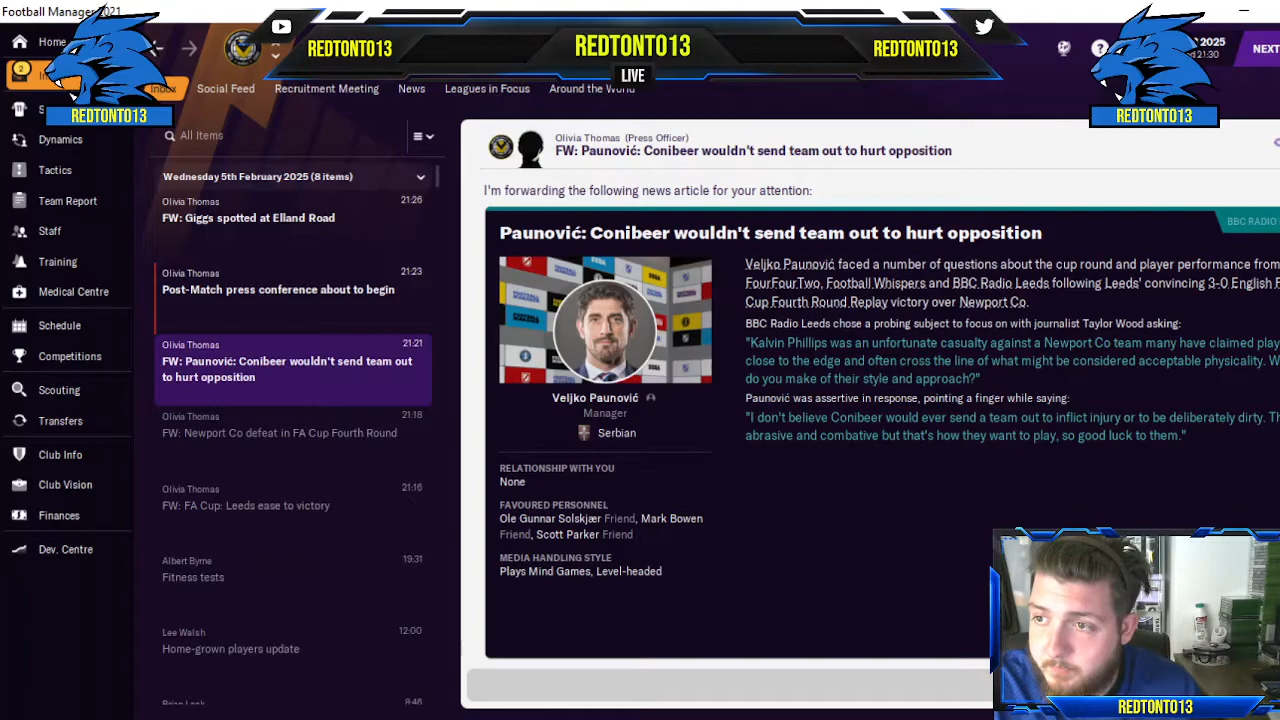 Football Manager 2021
REDTONTO13
REDTONTO13
REDTONTO13
LIVE
REDTONTO13
REDTONTO13
2025
21:30
NEXT
Home
2
Inbox
Social Feed
Recruitment Meeting
News
Leagues in Focus
Around the World
Dynamics
Tactics
Team Report
Staff
Training
Medical Centre
Schedule
Competitions
Scouting
Transfers
Club Info
Club Vision
Finances
Dev. Centre
All Items
Wednesday 5th February 2025 (8 items)
Olivia Thomas 21:26
FW: Giggs spotted at Elland Road
Olivia Thomas 21:23
Post-Match press conference about to begin
Olivia Thomas 21:21
FW: Paunović: Conibeer wouldn't send team out
to hurt opposition
Olivia Thomas 21:18
FW: Newport Co defeat in FA Cup Fourth Round
Olivia Thomas 21:16
FW: FA Cup: Leeds ease to victory
Albert Byrne 19:31
Fitness tests
Lee Walsh 12:00
Home-grown players update
8:46
Olivia Thomas (Press Officer)
FW: Paunović: Conibeer wouldn't send team out to hurt opposition
I'm forwarding the following news article for your attention:
BBC RADIO
Paunović: Conibeer wouldn't send team out to hurt opposition
Veljko Paunović
Manager
Serbian
RELATIONSHIP WITH YOU
None
FAVOURED PERSONNEL
Ole Gunnar Solskjær Friend, Mark Bowen
Friend, Scott Parker Friend
MEDIA HANDLING STYLE
Plays Mind Games, Level-headed
Veljko Paunović faced a number of questions about the cup round and player performance from
FourFourTwo, Football Whispers and BBC Radio Leeds following Leeds' convincing 3-0 English F
Cup Fourth Round Replay victory over Newport Co.
BBC Radio Leeds chose a probing subject to focus on with journalist Taylor Wood asking:
"Kalvin Phillips was an unfortunate casualty against a Newport Co team many have claimed play
close to the edge and often cross the line of what might be considered acceptable physicality. W
do you make of their style and approach?"
Paunović was assertive in response, pointing a finger while saying:
"I don't believe Conibeer would ever send a team out to inflict injury or to be deliberately dirty. Th
abrasive and combative but that's how they want to play, so good luck to them."
REDTONTO13